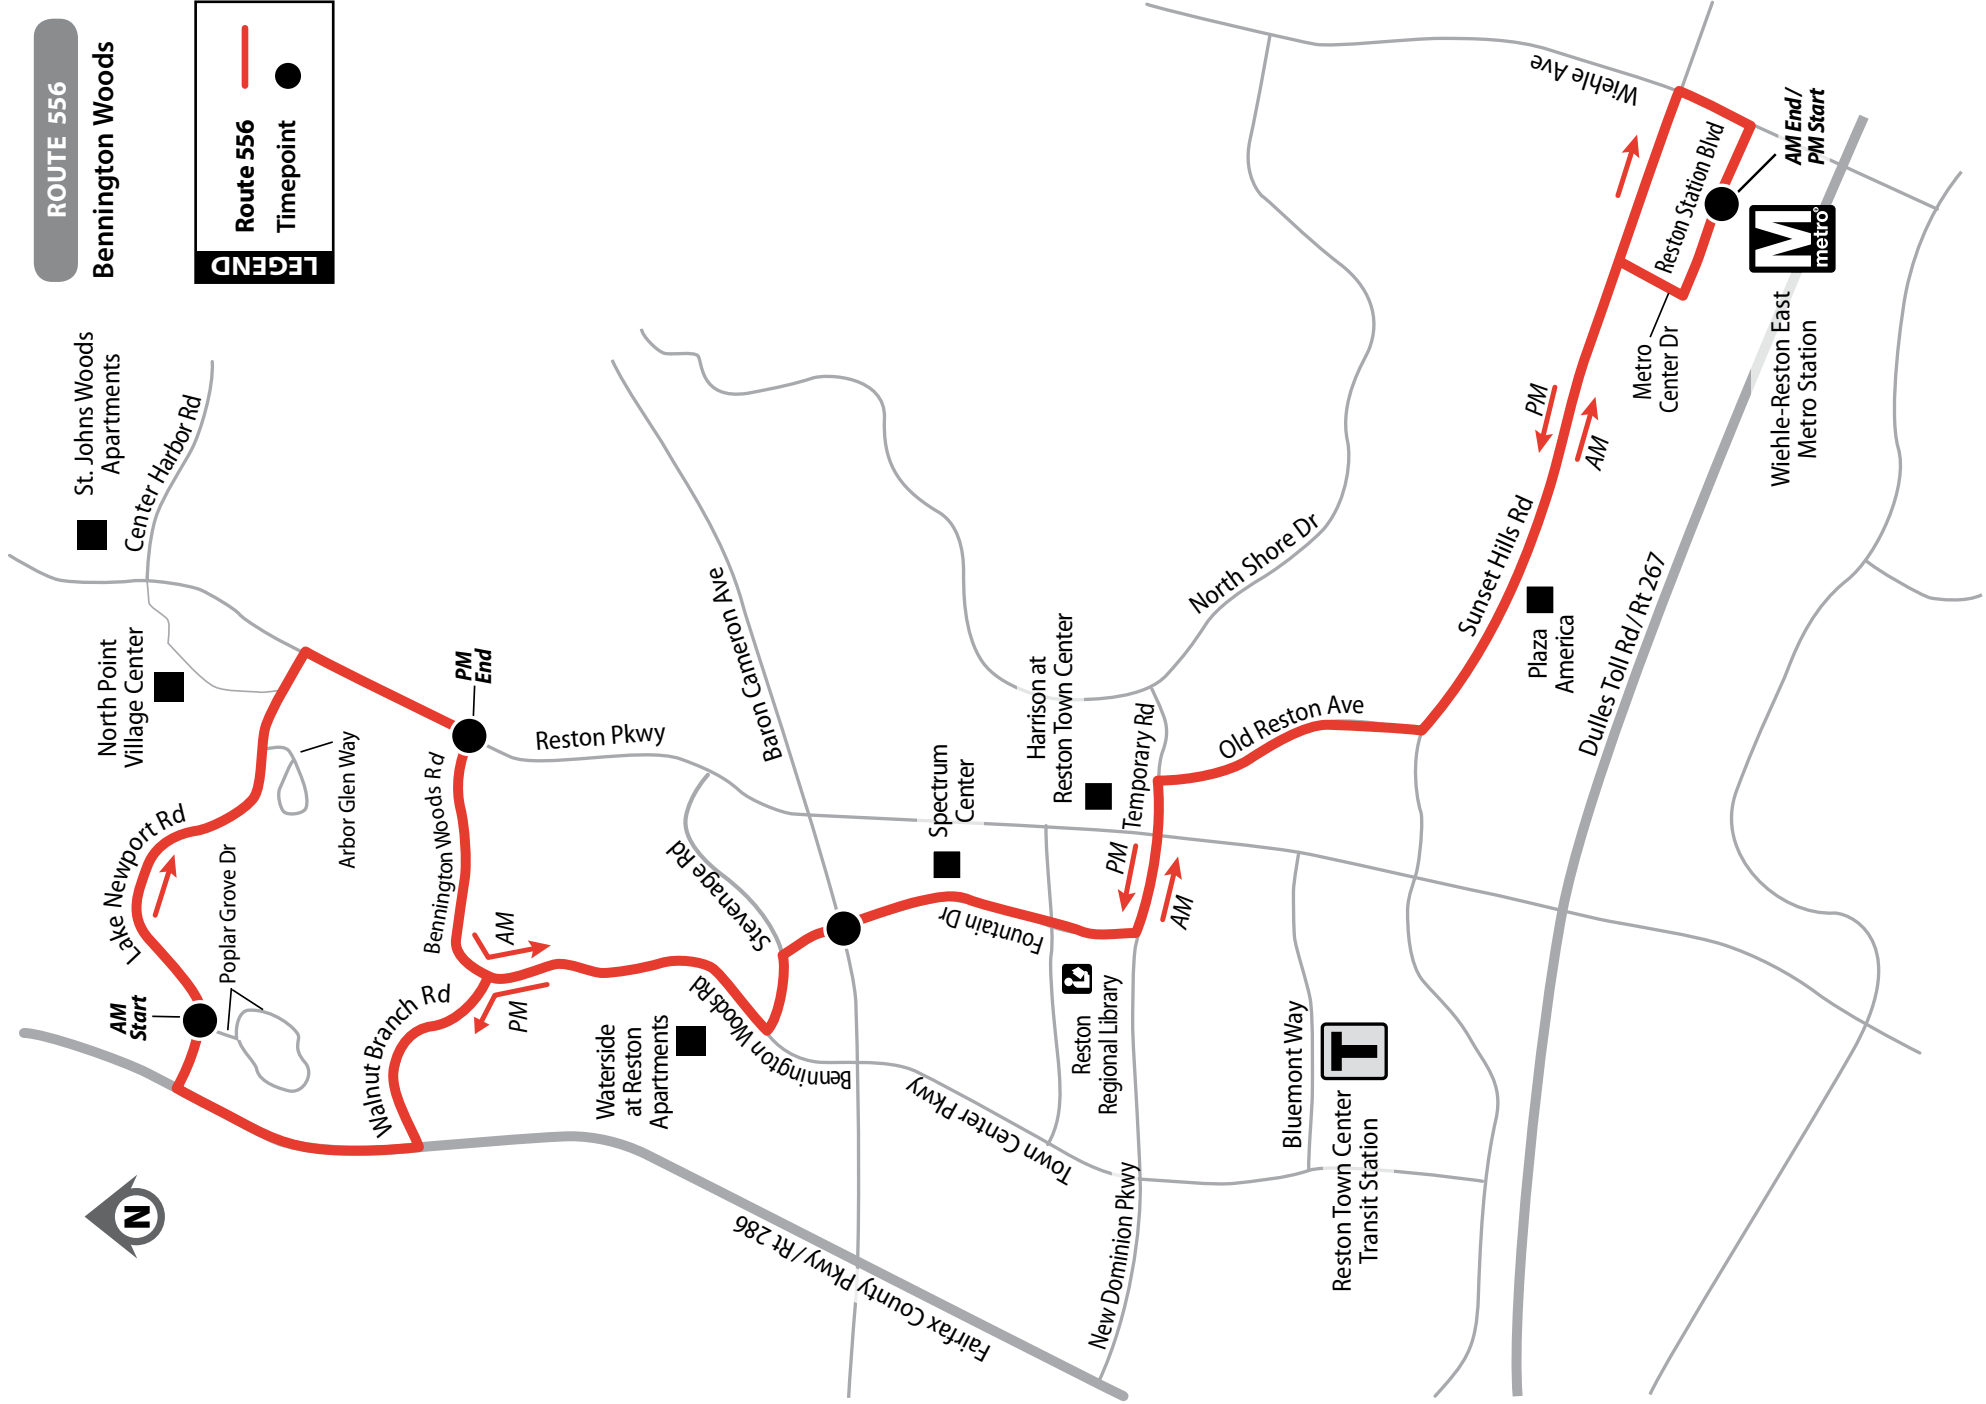 ROUTE 556
Bennington Woods
LEGEND
Route 556
Timepoint
St. Johns Woods
Apartments
Center Harbor Rd
North Point
Village Center
Lake Newport Rd
Arbor Glen Way
Poplar Grove Dr
AM
Start
PM
End
Bennington Woods Rd
Reston Pkwy
Walnut Branch Rd
AM
PM
Stevenage Rd
Bennington Woods Rd
Waterside
at Reston
Apartments
Baron Cameron Ave
Spectrum
Center
Fountain Dr
Harrison at
Reston Town Center
Temporary Rd
PM
AM
Reston
Regional Library
Town Center Pkwy
New Dominion Pkwy
Fairfax County Pkwy/Rt 286
Bluemont Way
T
Reston Town Center
Transit Station
North Shore Dr
Old Reston Ave
Sunset Hills Rd
Plaza
America
Dulles Toll Rd/Rt 267
PM
AM
Wiehle Ave
Reston Station Blvd
Metro
Center Dr
AM End/
PM Start
M
metro®
Wiehle-Reston East
Metro Station
N